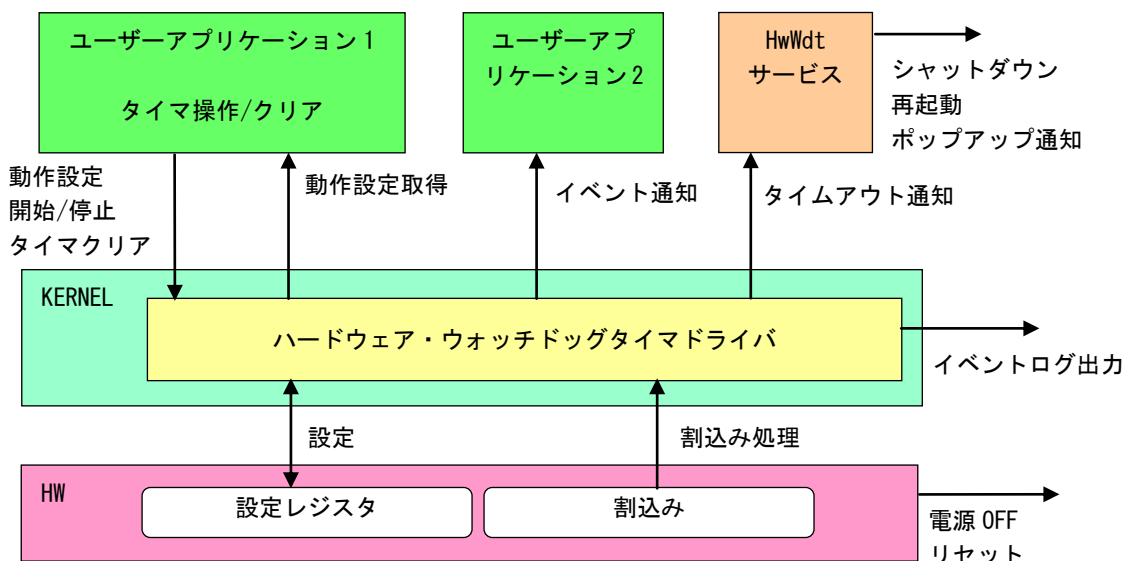 ユーザーアプリケーション1
タイマ操作/クリア
ユーザーアプ
リケーション2
HwWdt
サービス
シャットダウン
再起動
ポップアップ通知
動作設定
開始/停止
タイマクリア
動作設定取得
イベント通知
タイムアウト通知
KERNEL
ハードウェア・ウォッチドッグタイマドライバ
イベントログ出力
設定
割込み処理
HW
設定レジスタ
割込み
電源 OFF
リセット